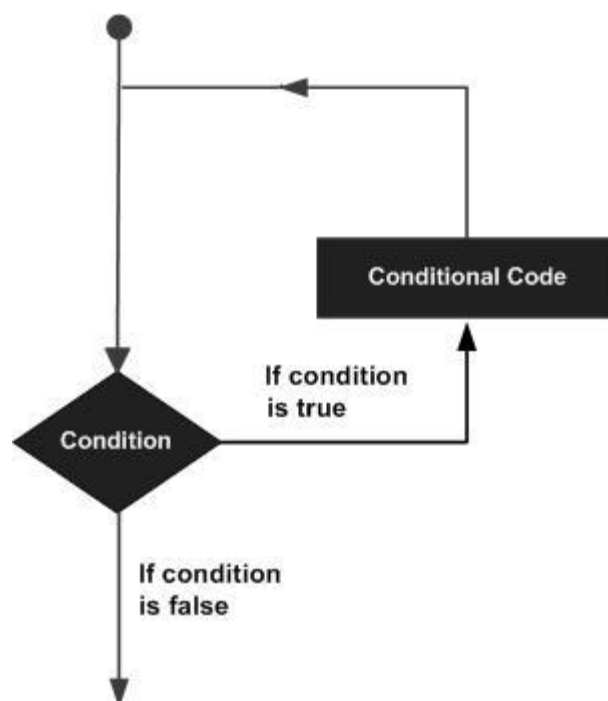 Conditional Code
If condition
is true
Condition
If condition
is false